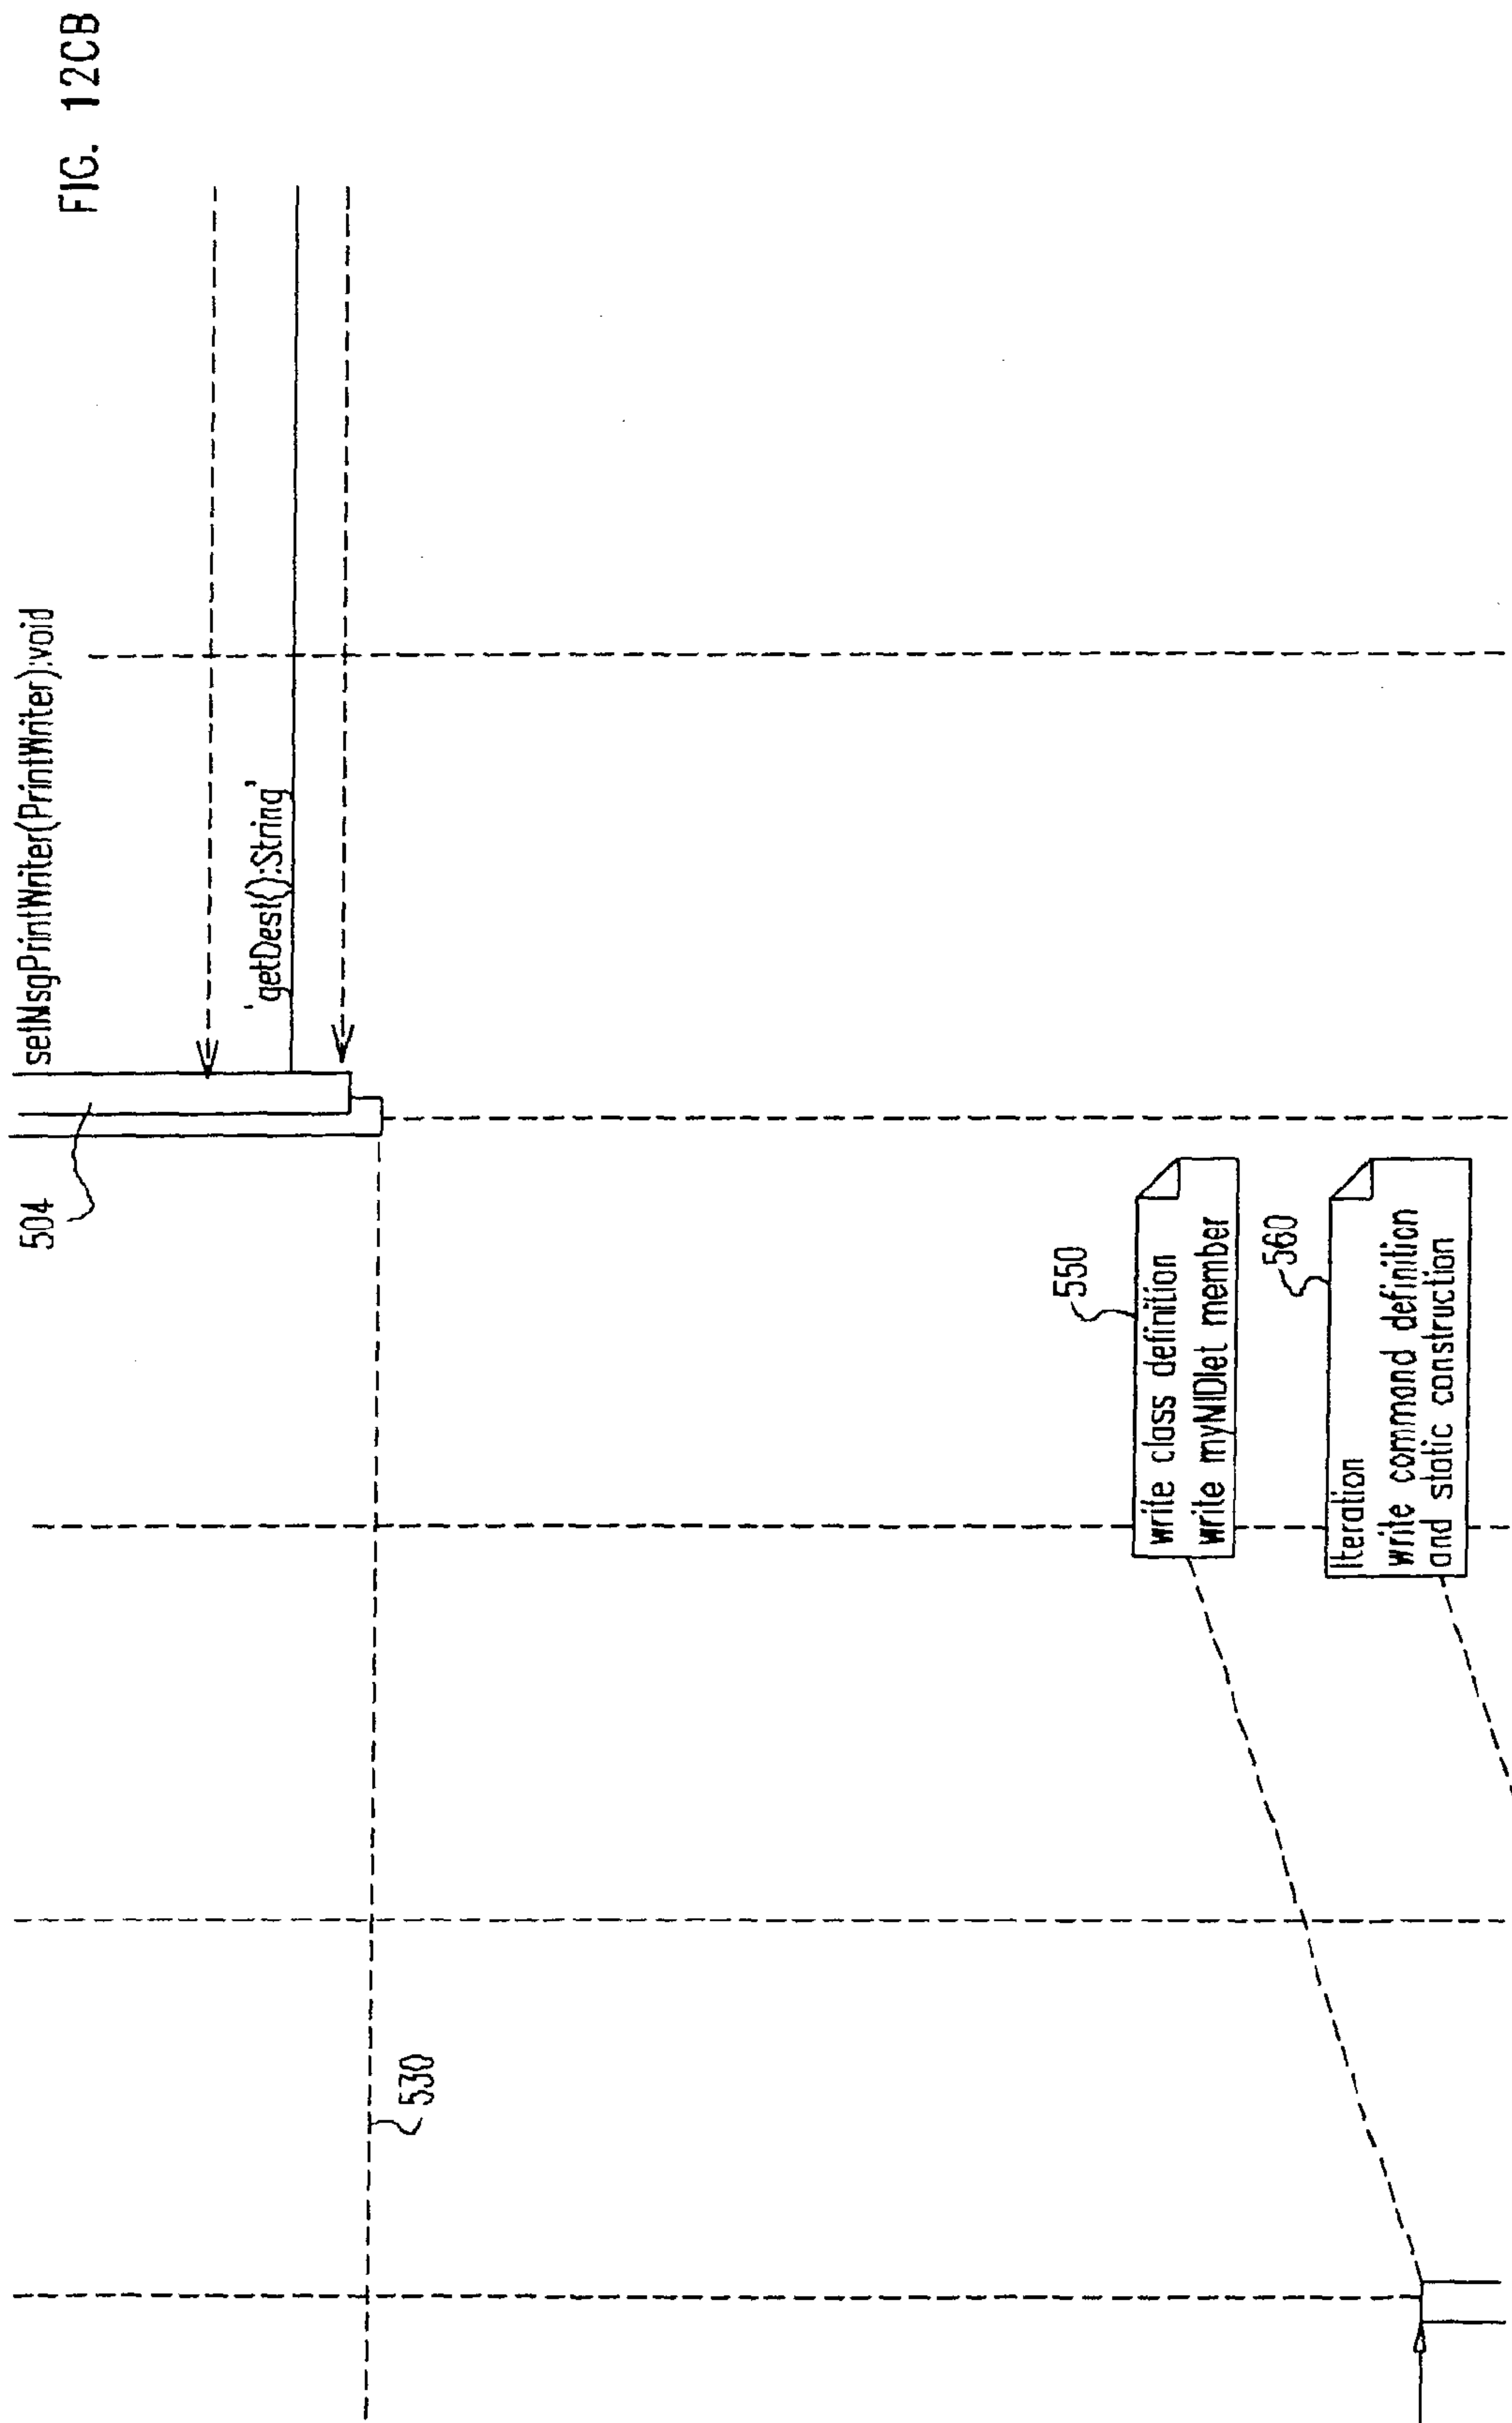 FIG. 12CB
setMsgPrintWriter(PrintWriter):void
504
'getDest():String'
530
550
write class definition
write myMIDlet member
560
Iteration
write command definition
and static construction